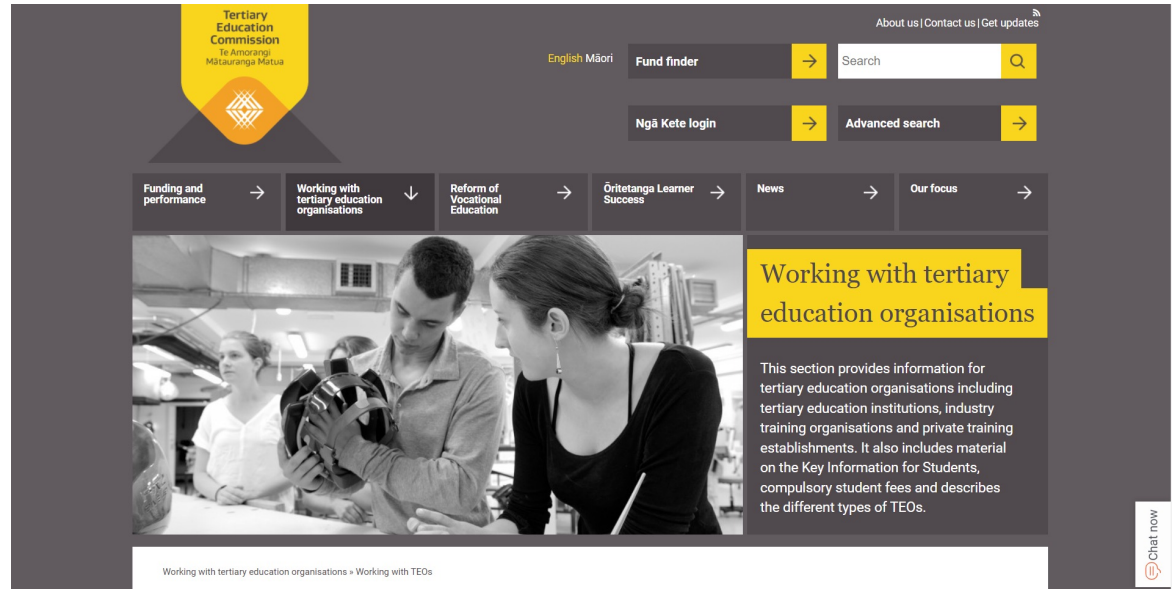 Tertiary
Education
Commission
Te Amorangi
Mātauranga Matua
About us | Contact us | Get updates
English Māori
Fund finder
Search
Ngā Kete login
Advanced search
Funding and
performance
Working with
tertiary education
organisations
Reform of
Vocational
Education
Ōritetanga Learner
Success
News
Our focus
Working with tertiary
education organisations
This section provides information for
tertiary education organisations including
tertiary education institutions, industry
training organisations and private training
establishments. It also includes material
on the Key Information for Students,
compulsory student fees and describes
the different types of TEOs.
Chat now
Working with tertiary education organisations » Working with TEOs